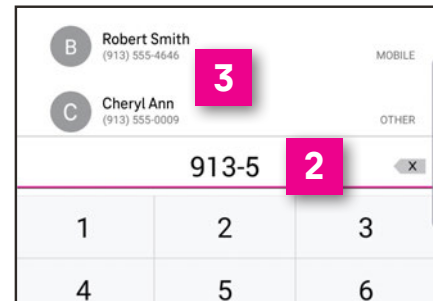 B Robert Smith
(913) 555-4646 MOBILE
3
C Cheryl Ann
(913) 555-0009 OTHER
913-5 2 X
1 2 3
4 5 6